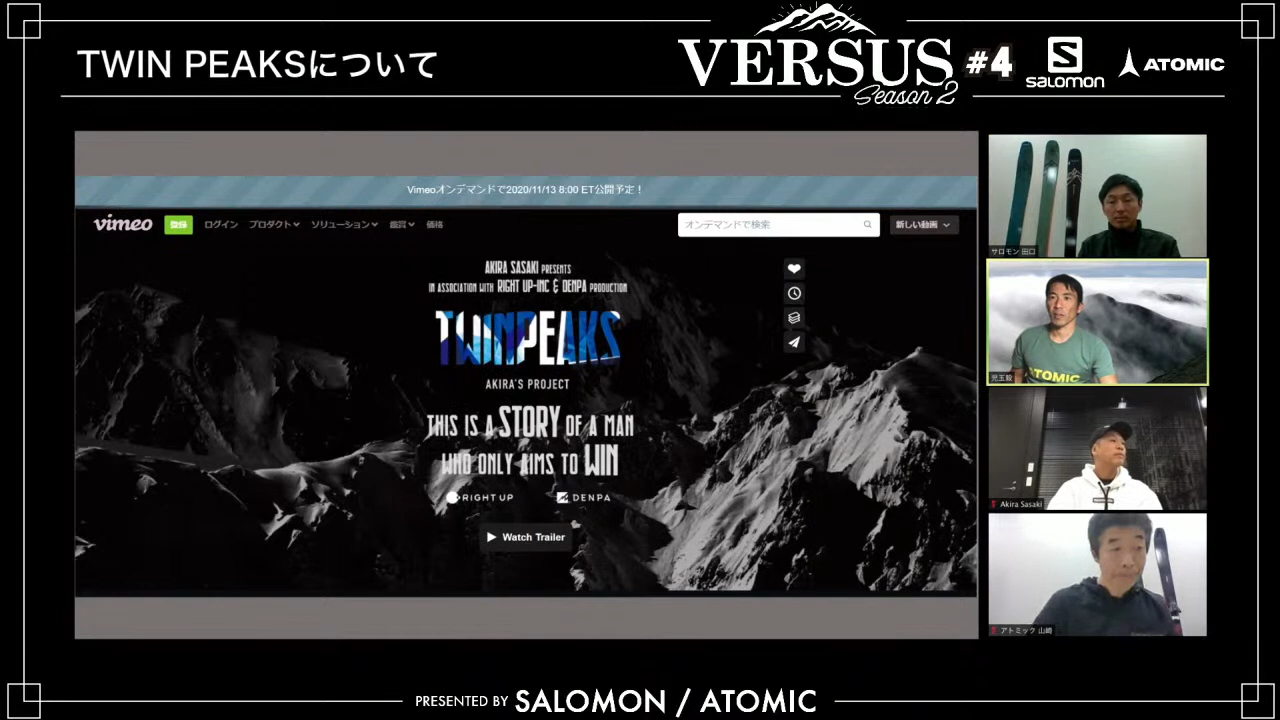 TWIN PEAKSについて
VERSUS #4
Season 2
salomon
ATOMIC
Vimeoオンデマンドで2020/11/13 8:00 ET公開予定！
vimeo 登録 ログイン プロダクト ソリューション 鑑賞 価格 オンデマンドで検索 新しい動画
AKIRA SASAKI PRESENTS
IN ASSOCIATION WITH RIGHT UP-INC & DENPA PRODUCTION
TWINPEAKS
AKIRA'S PROJECT
THIS IS A STORY OF A MAN
WHO ONLY AIMS TO WIN
RIGHT UP DENPA
Watch Trailer
サロモン 田口
ATOMIC
児玉毅
Akira Sasaki
アトミック 山崎
PRESENTED BY SALOMON / ATOMIC